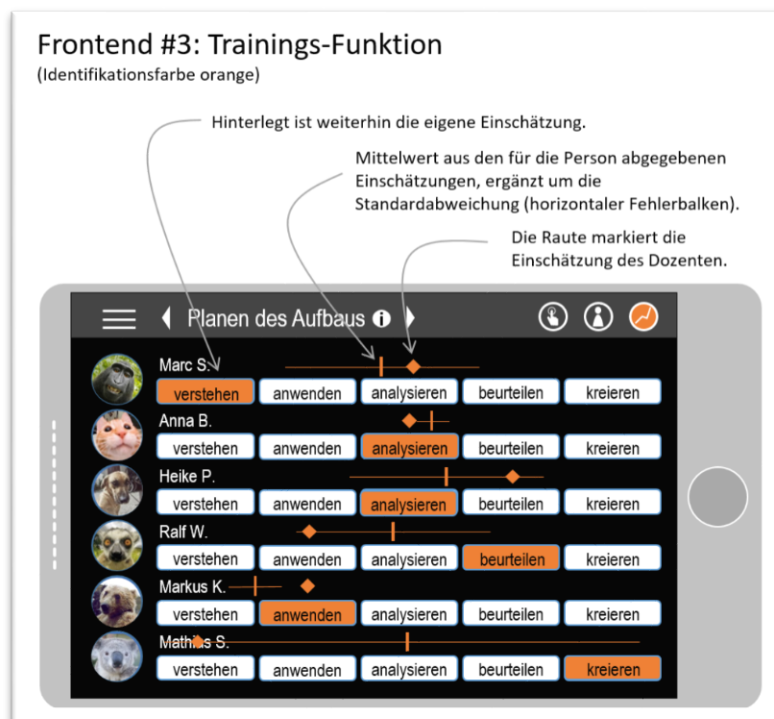 Frontend #3: Trainings-Funktion
(Identifikationsfarbe orange)
Hinterlegt ist weiterhin die eigene Einschätzung.
Mittelwert aus den für die Person abgegebenen
Einschätzungen, ergänzt um die
Standardabweichung (horizontaler Fehlerbalken).
Die Raute markiert die
Einschätzung des Dozenten.
Planen des Aufbaus i
Marc S.
verstehen anwenden analysieren beurteilen kreieren
Anna B.
verstehen anwenden analysieren beurteilen kreieren
Heike P.
verstehen anwenden analysieren beurteilen kreieren
Ralf W.
verstehen anwenden analysieren beurteilen kreieren
Markus K.
verstehen anwenden analysieren beurteilen kreieren
Mathias S.
verstehen anwenden analysieren beurteilen kreieren